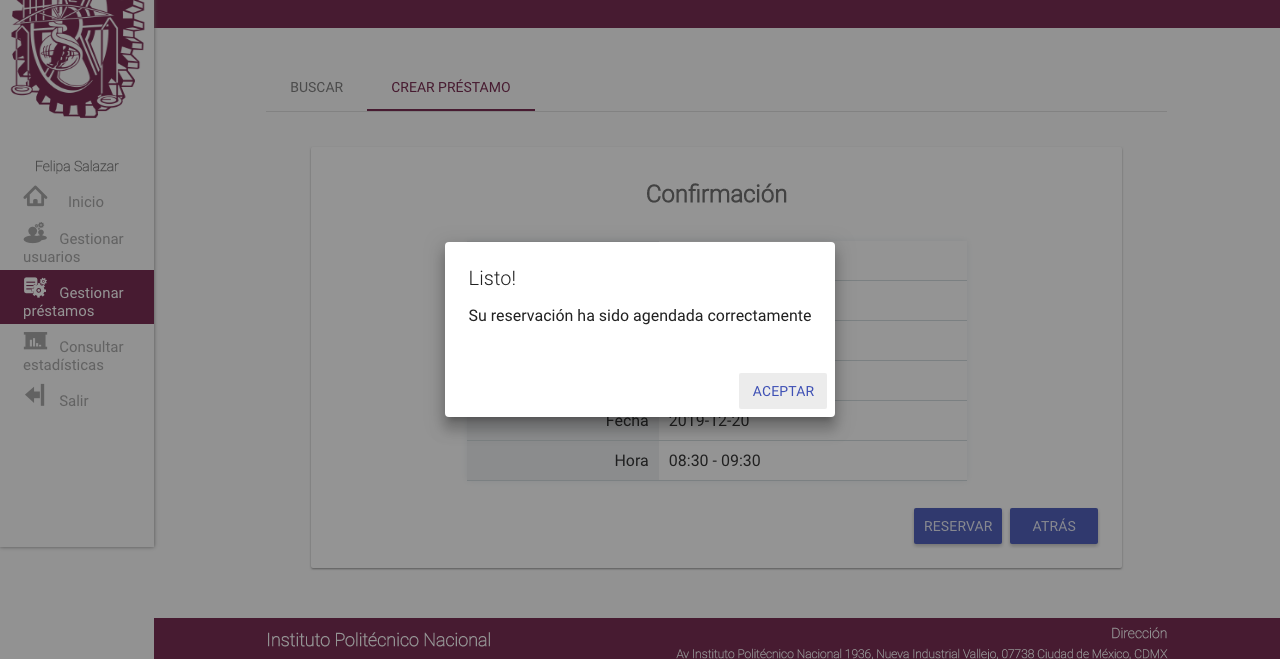 BUSCAR
CREAR PRÉSTAMO
Felipa Salazar
Inicio
Gestionar
usuarios
Gestionar
préstamos
Consultar
estadísticas
Salir
Confirmación
Listo!
Su reservación ha sido agendada correctamente
ACEPTAR
Fecha 2019-12-20
Hora 08:30 - 09:30
RESERVAR
ATRÁS
Instituto Politécnico Nacional
Dirección
Av Instituto Politécnico Nacional 1936, Nueva Industrial Vallejo, 07738 Ciudad de México, CDMX